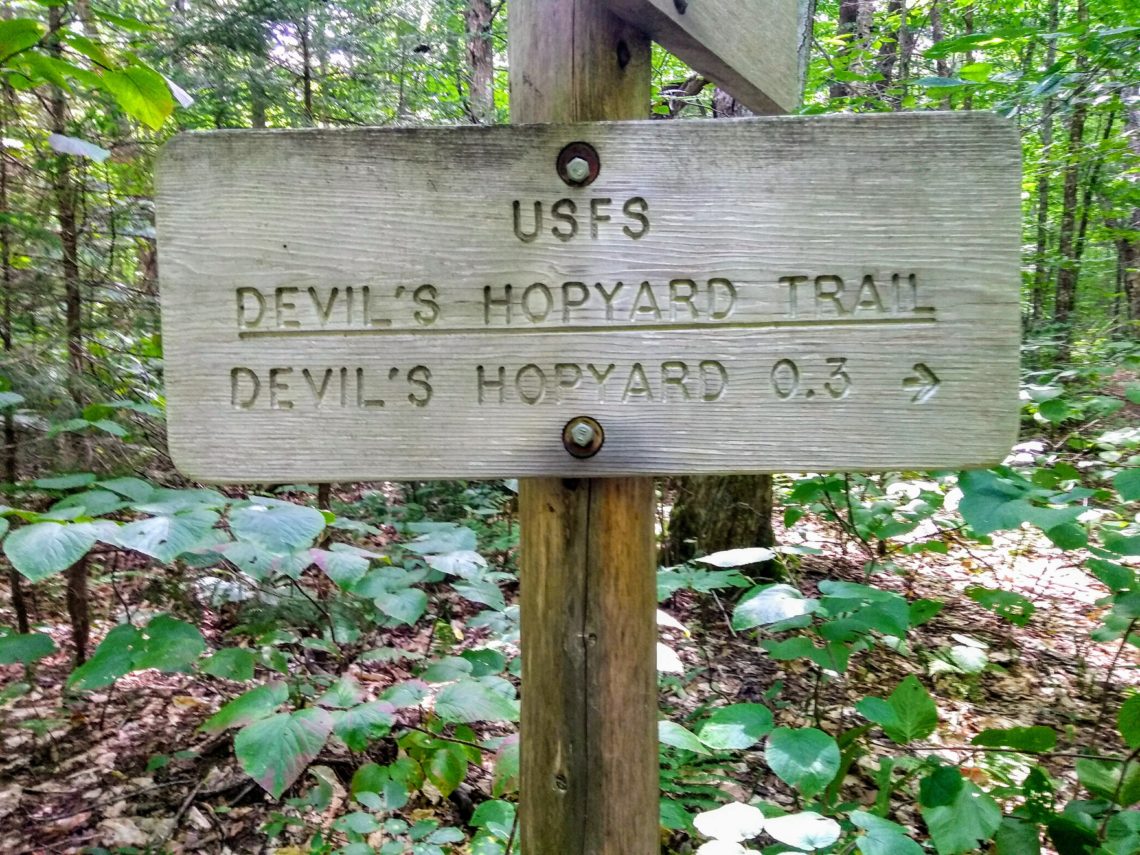 USFS
DEVIL'S HOPYARD TRAIL
DEVIL'S HOPYARD 0.3 →